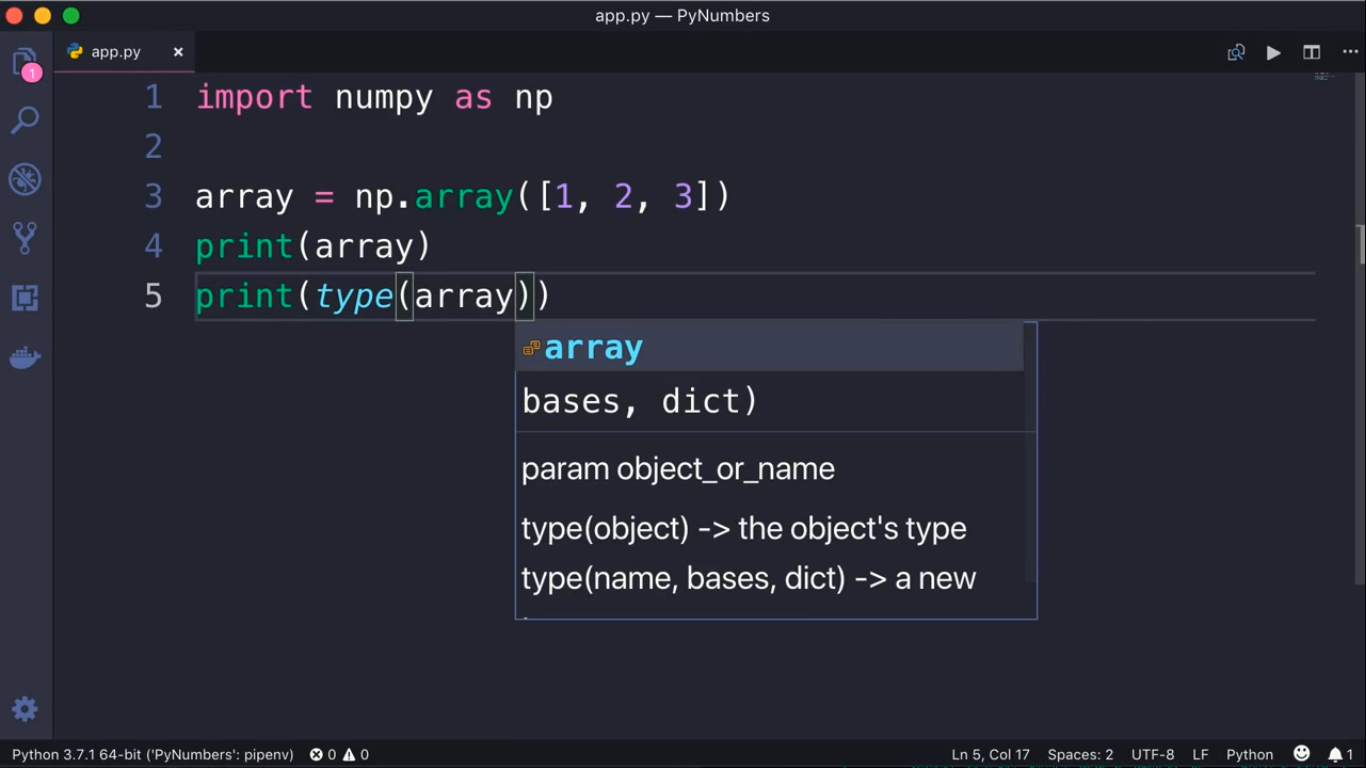 app.py — PyNumbers
app.py
1
1 import numpy as np
2
3 array = np.array([1, 2, 3])
4 print(array)
5 print(type(array))
array
bases, dict)
param object_or_name
type(object) -> the object's type
type(name, bases, dict) -> a new
Python 3.7.1 64-bit ('PyNumbers': pipenv) 0 0 Ln 5, Col 17 Spaces: 2 UTF-8 LF Python 1